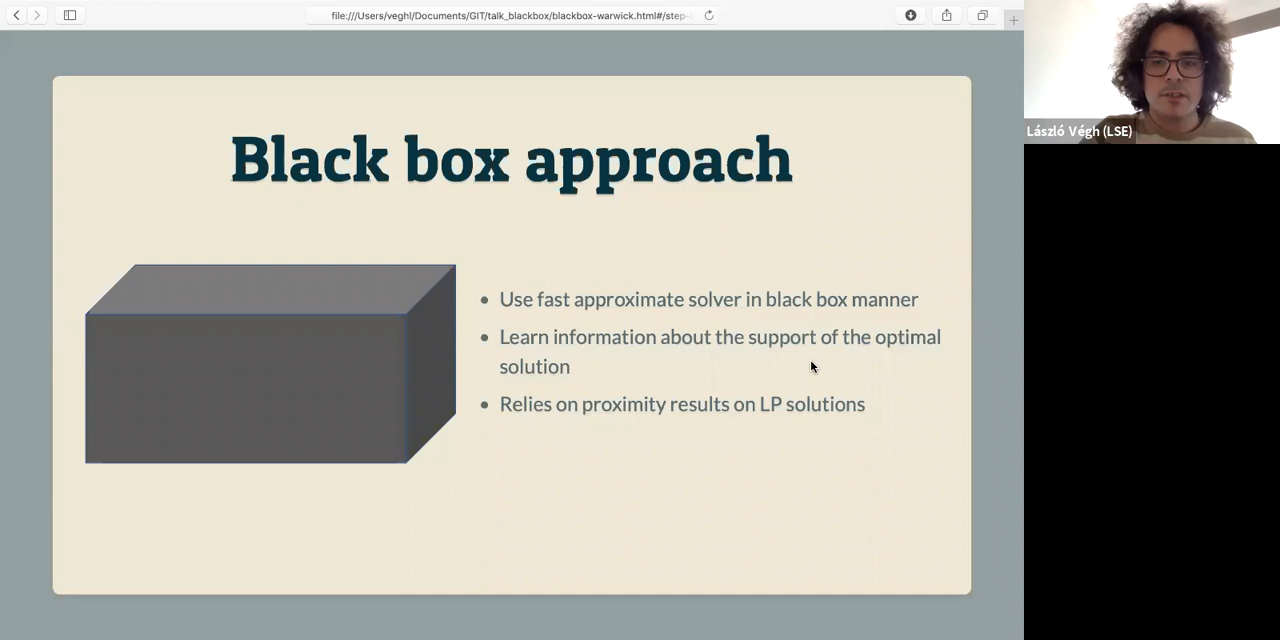 file:///Users/veghl/Documents/GIT/talk_blackbox/blackbox-warwick.html#/step-
László Végh (LSE)
Black box approach
Use fast approximate solver in black box manner
Learn information about the support of the optimal
solution
Relies on proximity results on LP solutions